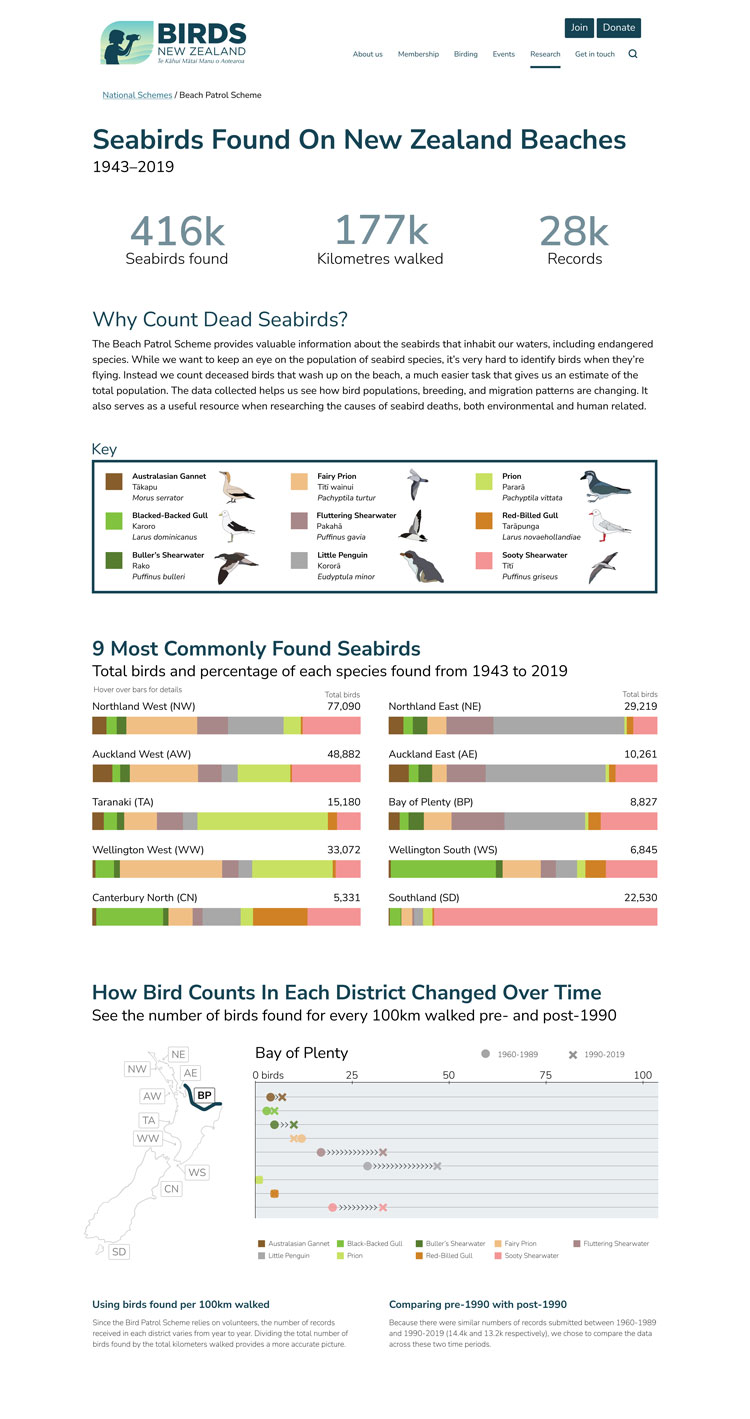 Join
Donate
BIRDS
NEW ZEALAND
Te Kāhui Mātai Manu o Aotearoa
About us
Membership
Birding
Events
Research
Get in touch
National Schemes / Beach Patrol Scheme
Seabirds Found On New Zealand Beaches
1943–2019
416k
Seabirds found
177k
Kilometres walked
28k
Records
Why Count Dead Seabirds?
The Beach Patrol Scheme provides valuable information about the seabirds that inhabit our waters, including endangered
species. While we want to keep an eye on the population of seabird species, it's very hard to identify birds when they're
flying. Instead we count deceased birds that wash up on the beach, a much easier task that gives us an estimate of the
total population. The data collected helps us see how bird populations, breeding, and migration patterns are changing. It
also serves as a useful resource when researching the causes of seabird deaths, both environmental and human related.
Key
Australasian Gannet
Tākapu
Morus serrator
Fairy Prion
Tītī wainui
Pachyptila turtur
Prion
Pararā
Pachyptila vittata
Blacked-Backed Gull
Karoro
Larus dominicanus
Fluttering Shearwater
Pakahā
Puffinus gavia
Red-Billed Gull
Tarāpunga
Larus novaehollandiae
Buller's Shearwater
Rako
Puffinus bulleri
Little Penguin
Kororā
Eudyptula minor
Sooty Shearwater
Tītī
Puffinus griseus
9 Most Commonly Found Seabirds
Total birds and percentage of each species found from 1943 to 2019
Hover over bars for details
Total birds
Total birds
Northland West (NW) 77,090
Northland East (NE) 29,219
Auckland West (AW) 48,882
Auckland East (AE) 10,261
Taranaki (TA) 15,180
Bay of Plenty (BP) 8,827
Wellington West (WW) 33,072
Wellington South (WS) 6,845
Canterbury North (CN) 5,331
Southland (SD) 22,530
How Bird Counts In Each District Changed Over Time
See the number of birds found for every 100km walked pre- and post-1990
NE
NW
AE
AW
BP
TA
WW
WS
CN
SD
Bay of Plenty
1960-1989
1990-2019
0 birds 25 50 75 100
Australasian Gannet
Black-Backed Gull
Buller's Shearwater
Fairy Prion
Fluttering Shearwater
Little Penguin
Prion
Red-Billed Gull
Sooty Shearwater
Using birds found per 100km walked
Since the Bird Patrol Scheme relies on volunteers, the number of records
received in each district varies from year to year. Dividing the total number of
birds found by the total kilometers walked provides a more accurate picture.
Comparing pre-1990 with post-1990
Because there were similar numbers of records submitted between 1960-1989
and 1990-2019 (14.4k and 13.2k respectively), we chose to compare the data
across these two time periods.